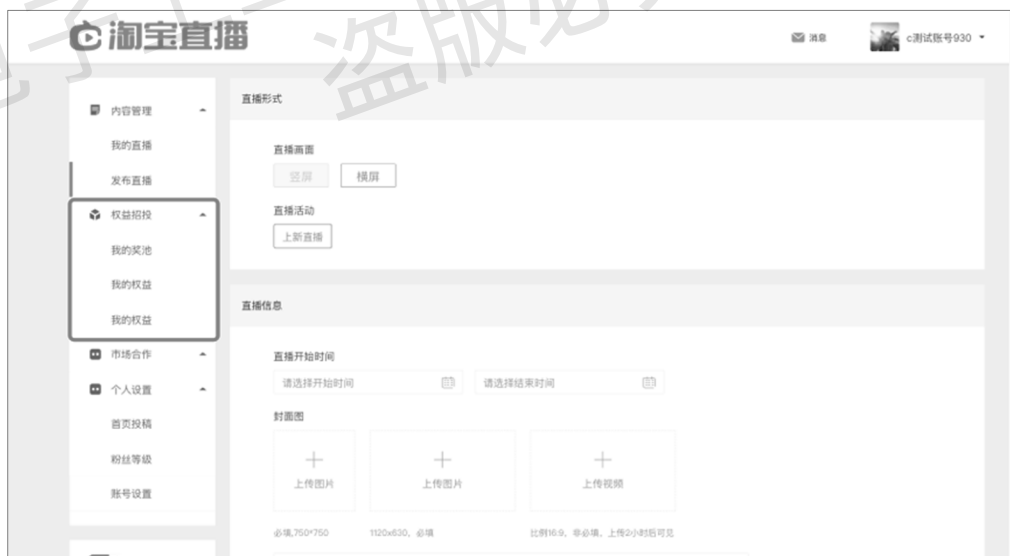 淘宝直播
消息
c测试账号930
内容管理
我的直播
发布直播
权益招投
我的奖池
我的权益
我的权益
市场合作
个人设置
首页投稿
粉丝等级
账号设置
直播形式
直播画面
竖屏 横屏
直播活动
上新直播
直播信息
直播开始时间
请选择开始时间 请选择结束时间
封面图
上传图片 上传图片 上传视频
必填,750*750 1120x630，必填 比例16:9，非必填，上传2小时后可见
盗版必